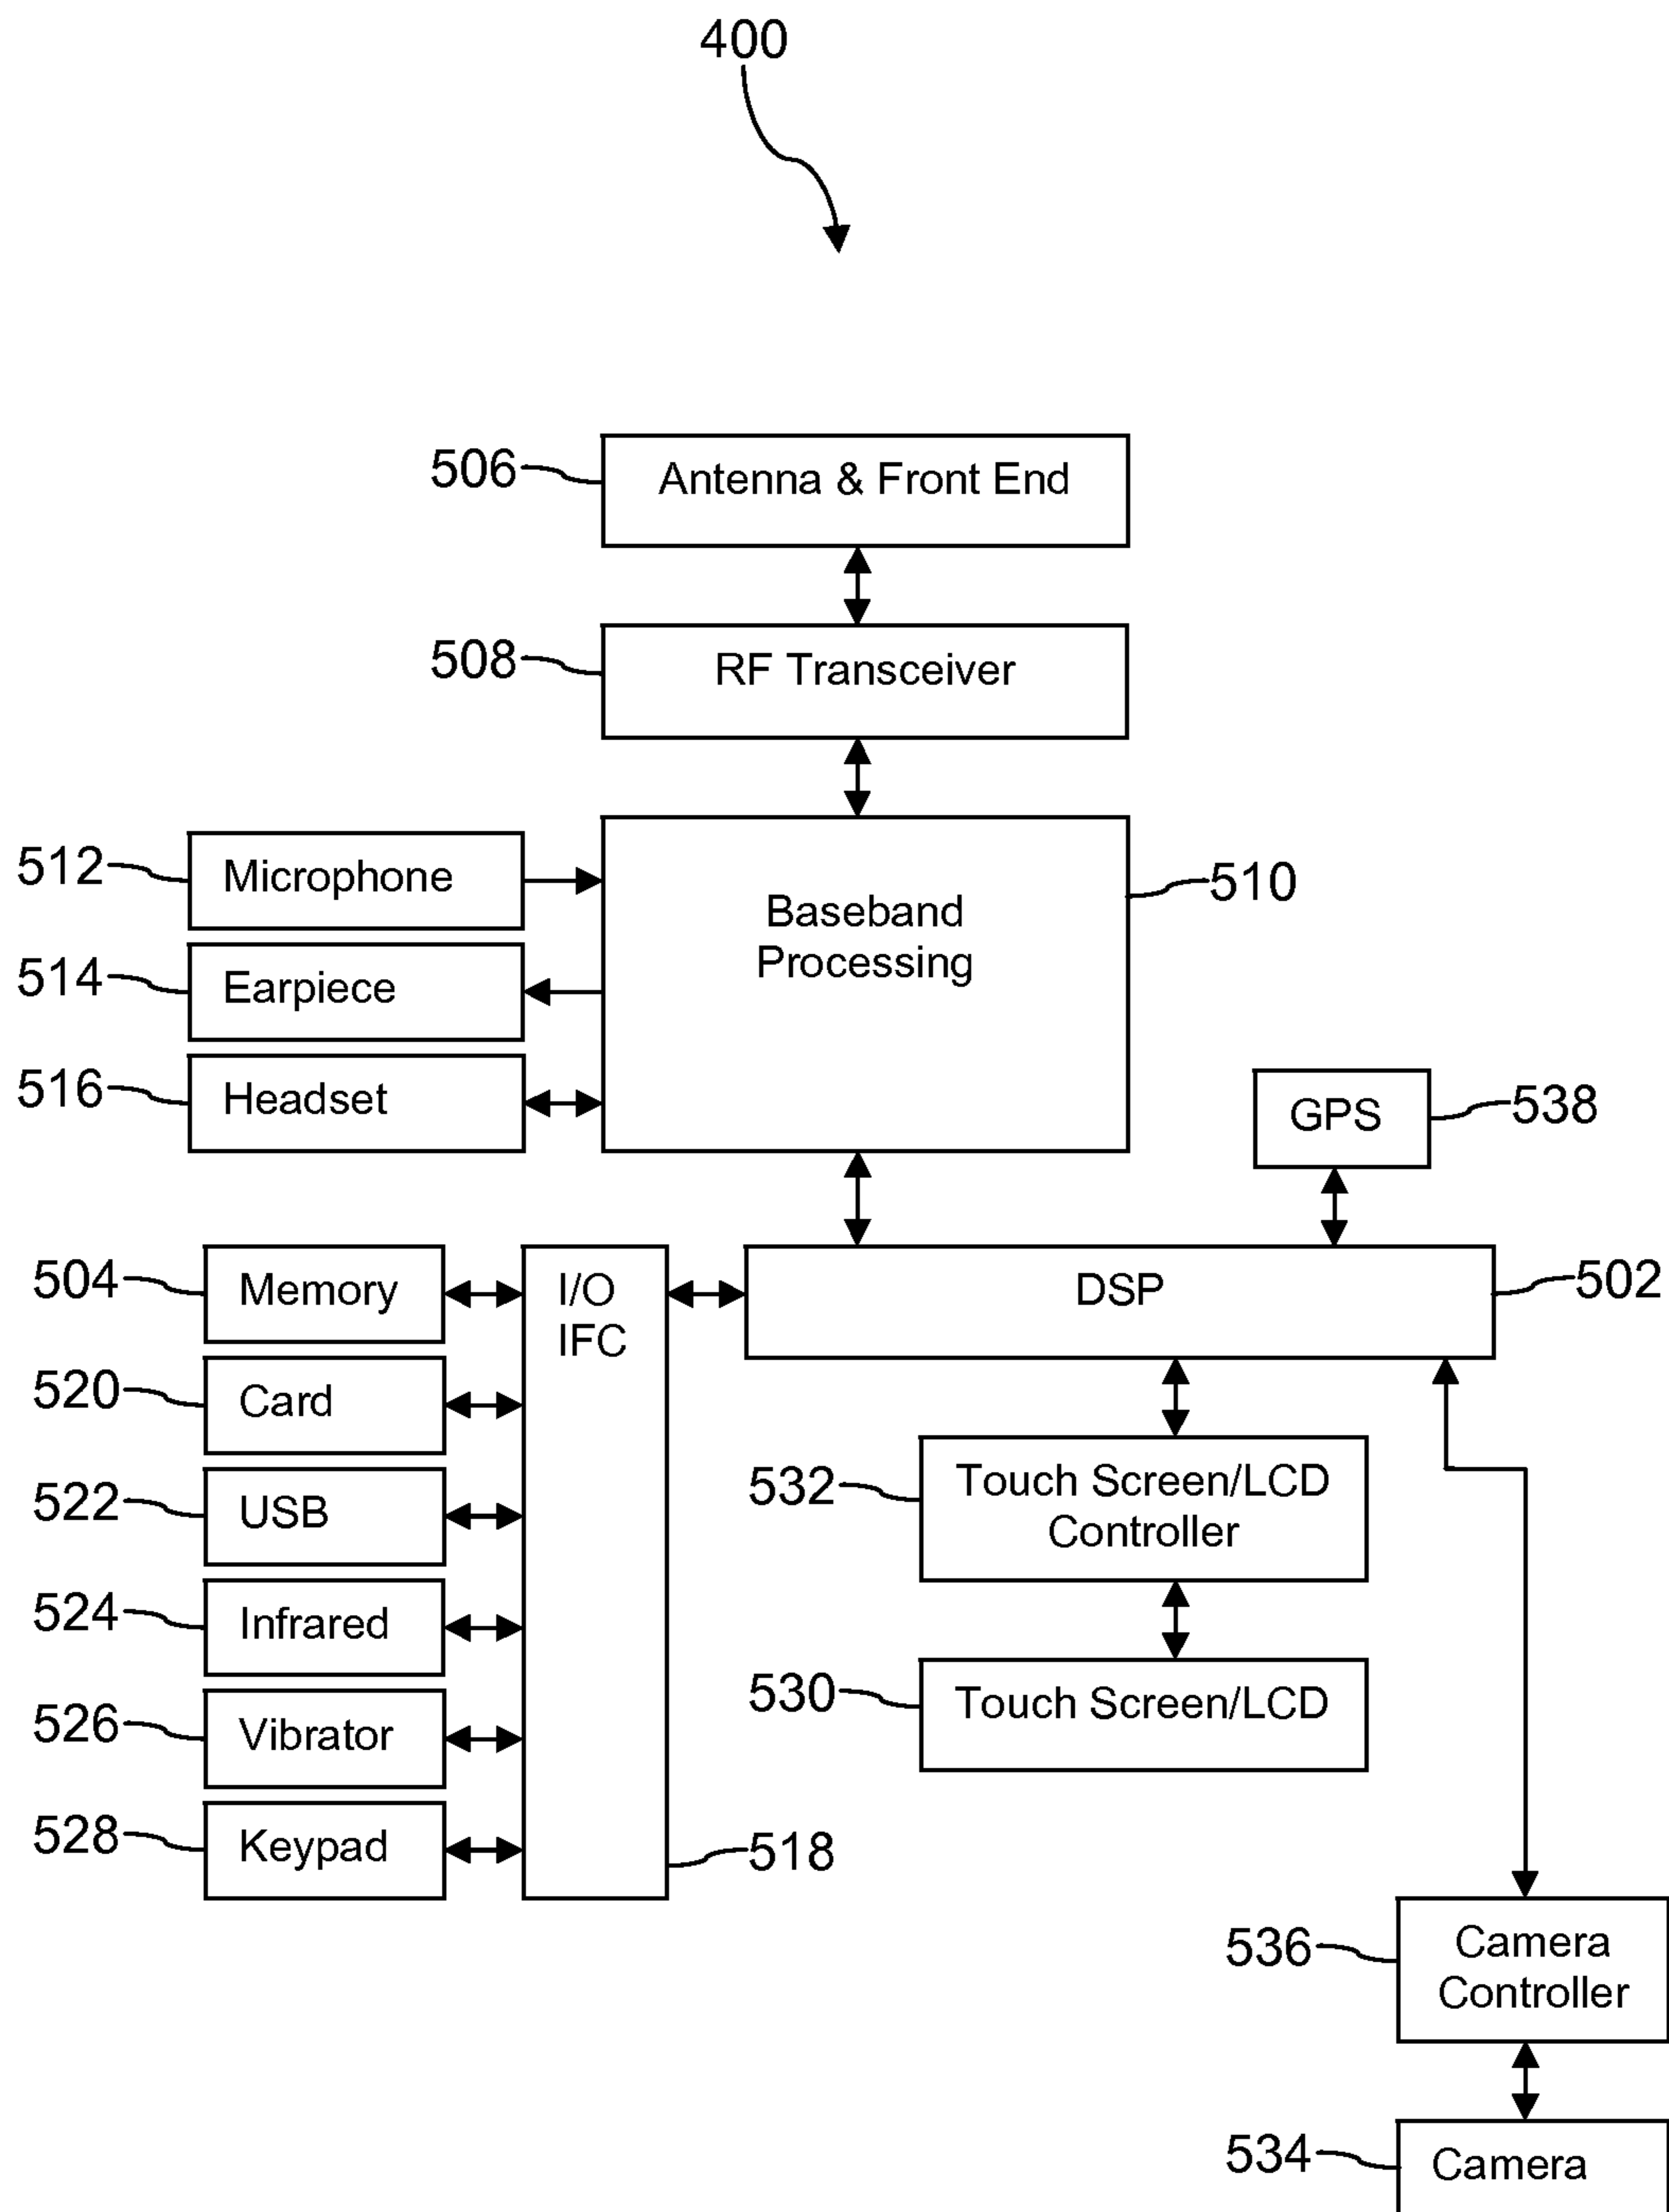 400
506
Antenna & Front End
508
RF Transceiver
512
Microphone
Baseband
Processing
510
514
Earpiece
516
Headset
GPS
538
504
Memory
I/O
IFC
DSP
502
520
Card
522
USB
532
Touch Screen/LCD
Controller
524
Infrared
526
Vibrator
530
Touch Screen/LCD
528
Keypad
518
536
Camera
Controller
534
Camera